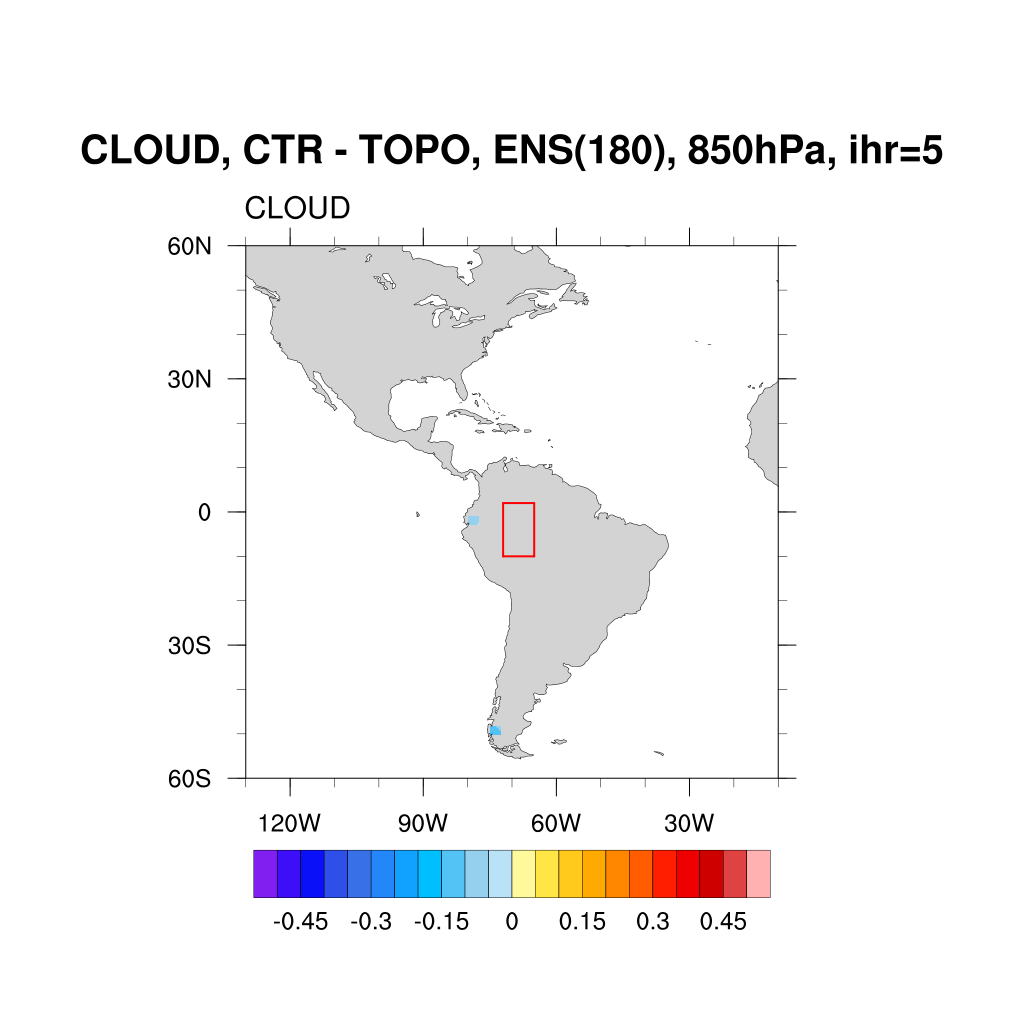 CLOUD, CTR - TOPO, ENS(180), 850hPa, ihr=5
CLOUD
60N
30N
0
30S
60S
120W 90W 60W 30W
-0.45 -0.3 -0.15 0 0.15 0.3 0.45